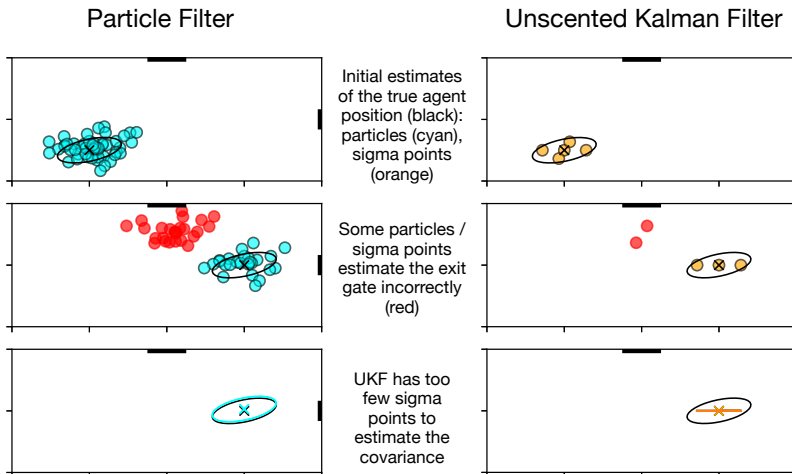 Particle Filter
Unscented Kalman Filter
Initial estimates
of the true agent
position (black):
particles (cyan),
sigma points
(orange)
Some particles /
sigma points
estimate the exit
gate incorrectly
(red)
UKF has too
few sigma
points to
estimate the
covariance